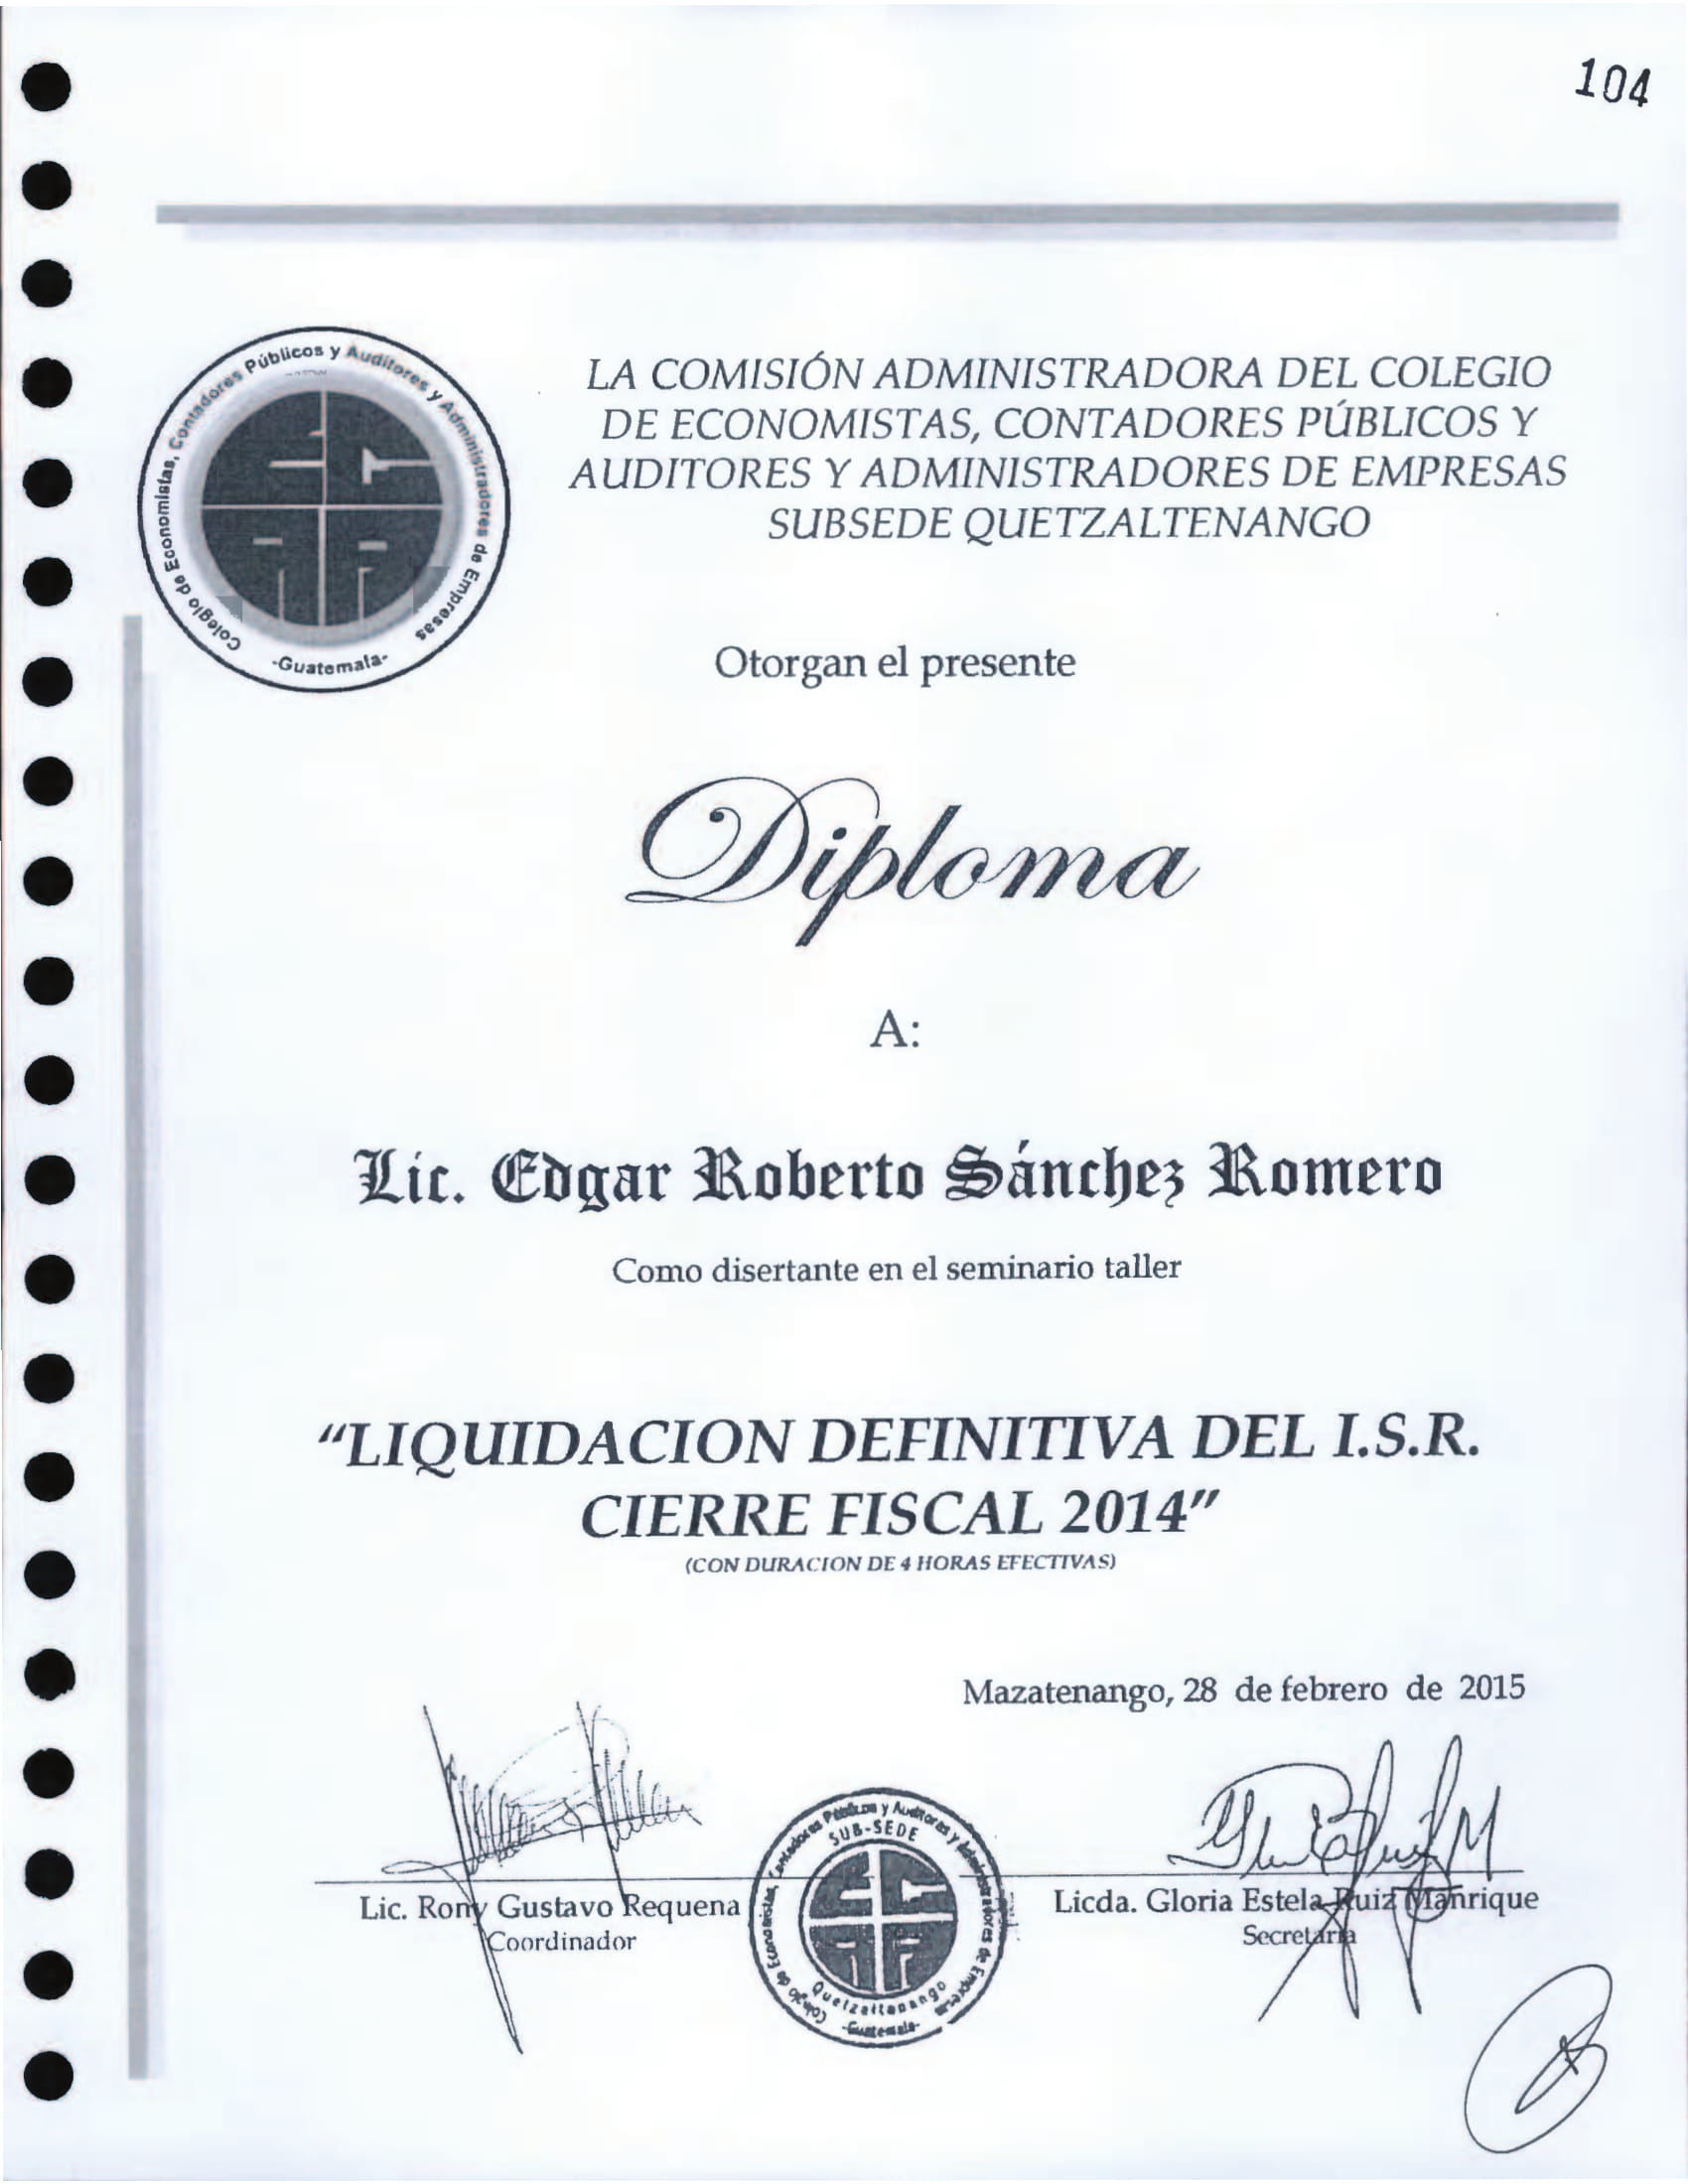 104
Colegio de Economistas, Contadores Públicos y Auditores y Administradores de Empresas
-Guatemala-
LA COMISIÓN ADMINISTRADORA DEL COLEGIO
DE ECONOMISTAS, CONTADORES PÚBLICOS Y
AUDITORES Y ADMINISTRADORES DE EMPRESAS
SUBSEDE QUETZALTENANGO
Otorgan el presente
Diploma
A:
Lic. Edgar Roberto Sánchez Romero
Como disertante en el seminario taller
“LIQUIDACION DEFINITIVA DEL I.S.R.
CIERRE FISCAL 2014”
(CON DURACION DE 4 HORAS EFECTIVAS)
Mazatenango, 28 de febrero de 2015
Lic. Rony Gustavo Requena
Coordinador
Colegio de Economistas, Contadores Públicos y Auditores y Administradores de Empresas
SUB-SEDE
Quetzaltenango
-Guatemala-
Licda. Gloria Estela Ruiz Manrique
Secretaria